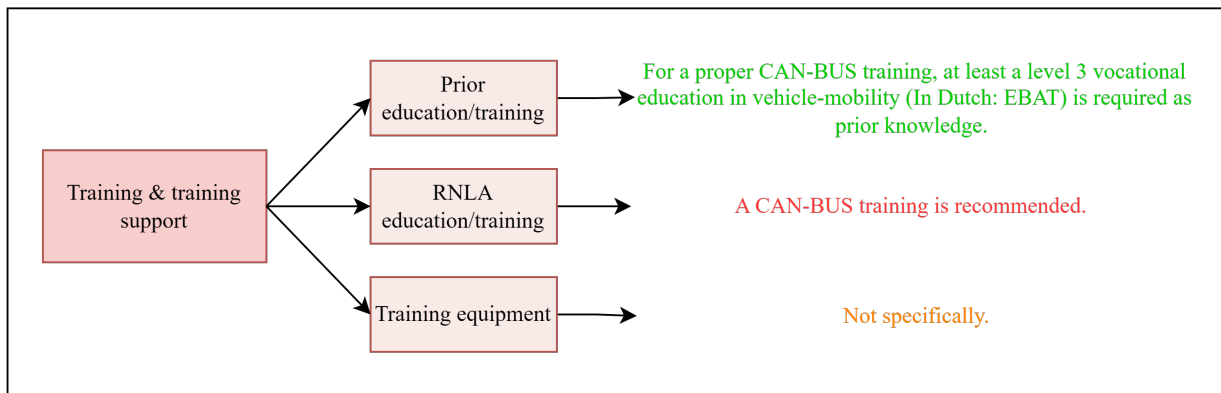 Prior
education/training
For a proper CAN-BUS training, at least a level 3 vocational
education in vehicle-mobility (In Dutch: EBAT) is required as
prior knowledge.
Training & training
support
RNLA
education/training
A CAN-BUS training is recommended.
Training equipment
Not specifically.